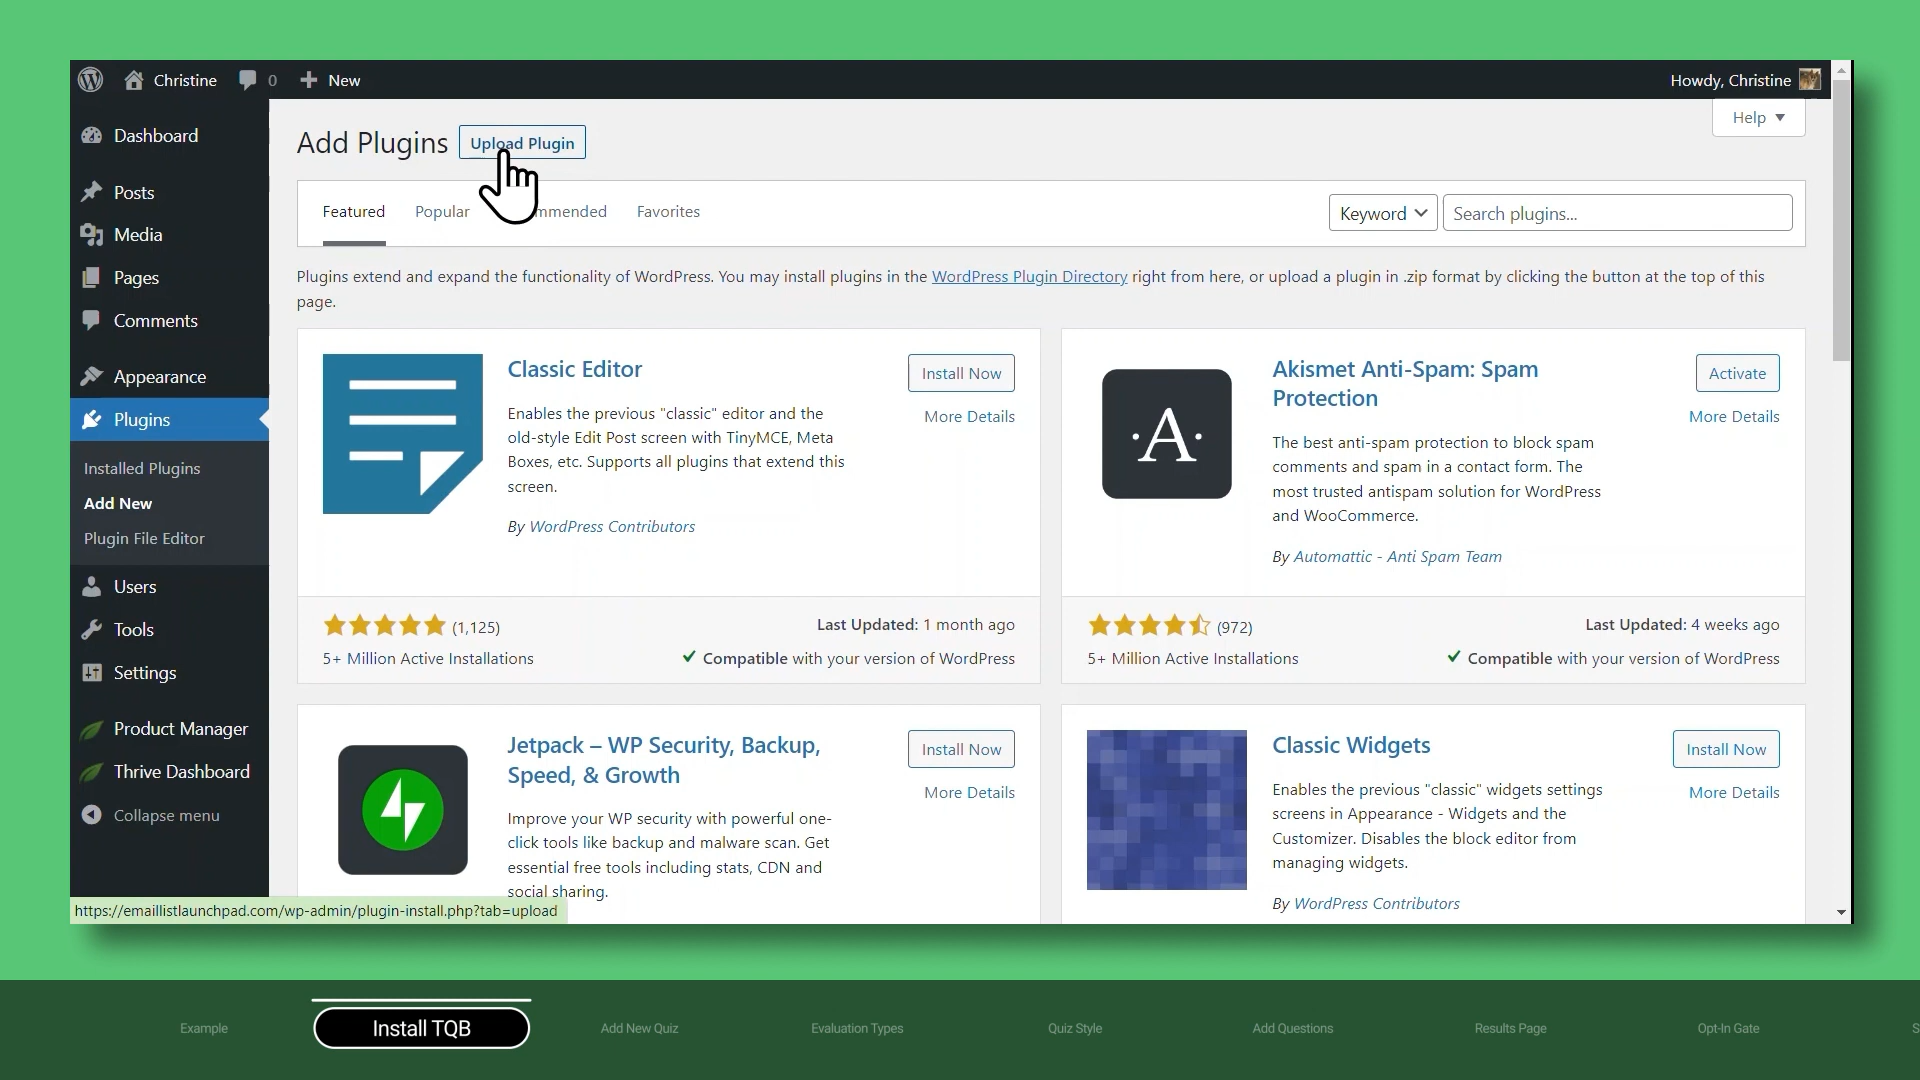 Christine
0
New
Howdy, Christine
Help
Dashboard
Posts
Media
Pages
Comments
Appearance
Plugins
Installed Plugins
Add New
Plugin File Editor
Users
Tools
Settings
Product Manager
Thrive Dashboard
Collapse menu
Add Plugins
Upload Plugin
Featured
Popular
mmended
Favorites
Keyword
Search plugins...
Plugins extend and expand the functionality of WordPress. You may install plugins in the WordPress Plugin Directory right from here, or upload a plugin in .zip format by clicking the button at the top of this
page.
Classic Editor
Install Now
More Details
Enables the previous "classic" editor and the
old-style Edit Post screen with TinyMCE, Meta
Boxes, etc. Supports all plugins that extend this
screen.
By WordPress Contributors
(1,125)
Last Updated: 1 month ago
5+ Million Active Installations
Compatible with your version of WordPress
·A·
Akismet Anti-Spam: Spam
Protection
Activate
More Details
The best anti-spam protection to block spam
comments and spam in a contact form. The
most trusted antispam solution for WordPress
and WooCommerce.
By Automattic - Anti Spam Team
(972)
Last Updated: 4 weeks ago
5+ Million Active Installations
Compatible with your version of WordPress
Jetpack – WP Security, Backup,
Speed, & Growth
Install Now
More Details
Improve your WP security with powerful one-
click tools like backup and malware scan. Get
essential free tools including stats, CDN and
social sharing.
Classic Widgets
Install Now
More Details
Enables the previous "classic" widgets settings
screens in Appearance - Widgets and the
Customizer. Disables the block editor from
managing widgets.
By WordPress Contributors
https://emaillistlaunchpad.com/wp-admin/plugin-install.php?tab=upload
Example
Install TQB
Add New Quiz
Evaluation Types
Quiz Style
Add Questions
Results Page
Opt-In Gate
S